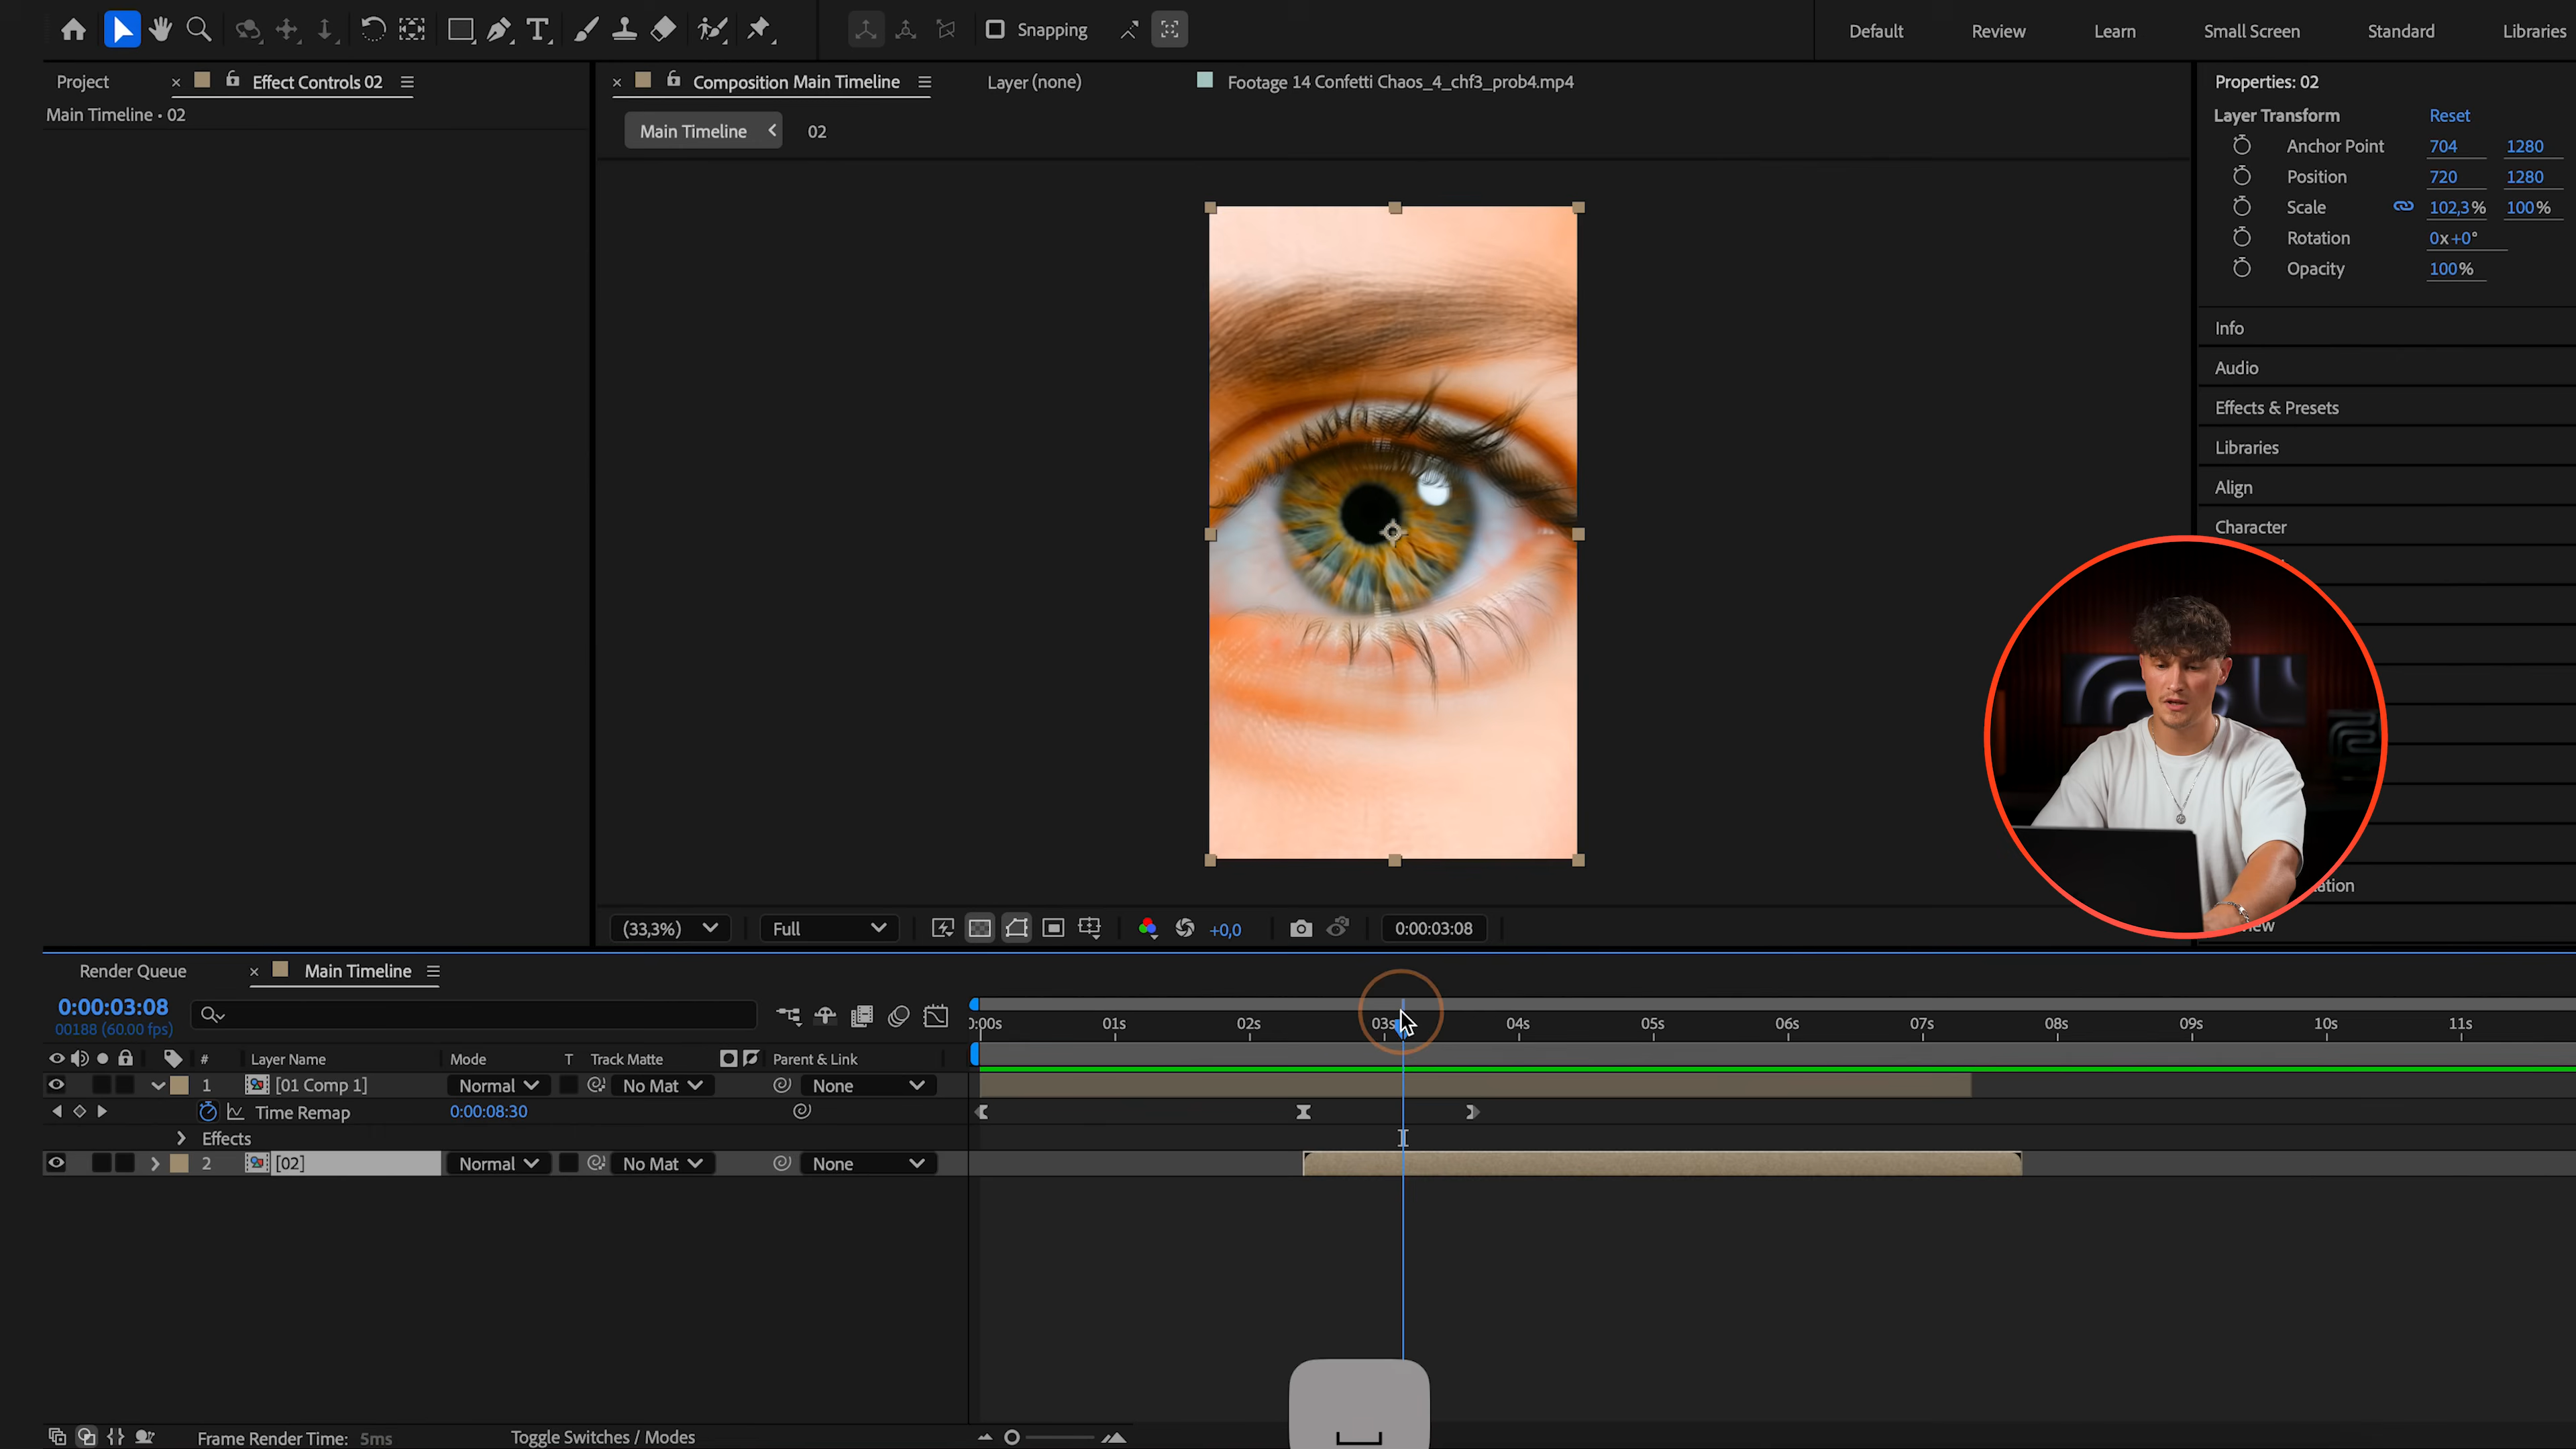 Snapping
Default Review Learn Small Screen Standard Libraries
Project Effect Controls 02
Composition Main Timeline Layer (none) Footage 14 Confetti Chaos_4_chf3_prob4.mp4
Properties: 02
Main Timeline • 02
Main Timeline 02
Layer Transform Reset
Anchor Point 704 1280
Position 720 1280
Scale 102,3% 100%
Rotation 0x+0°
Opacity 100%
Info
Audio
Effects & Presets
Libraries
Align
Character
(33,3%) Full +0,0 0:00:03:08
Render Queue Main Timeline
0:00:03:08
00188 (60.00 fps)
0:00s 01s 02s 03s 04s 05s 06s 07s 08s 09s 10s 11s
# Layer Name Mode T Track Matte Parent & Link
1 [01 Comp 1] Normal No Mat None
Time Remap 0:00:08:30
Effects
2 [02] Normal No Mat None
Frame Render Time: 5ms Toggle Switches / Modes